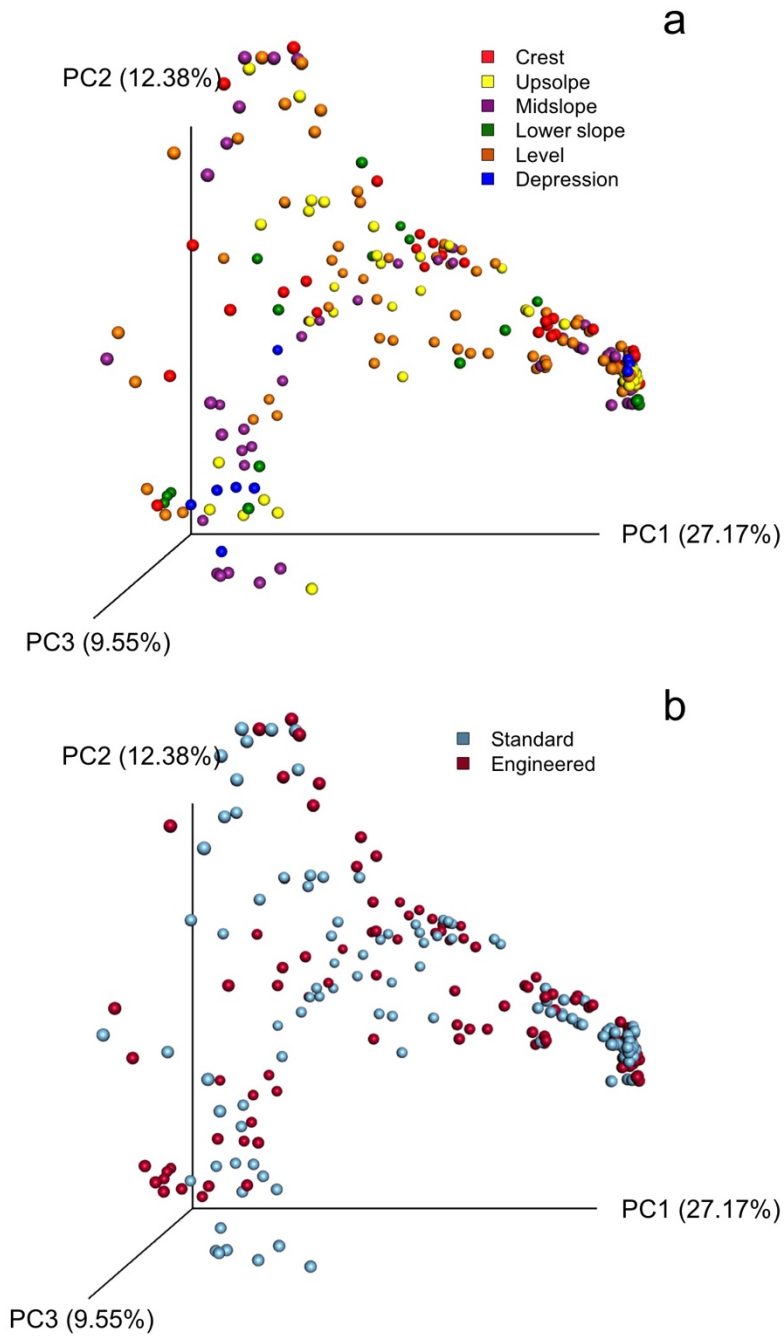 a
PC2 (12.38%)
Crest
Upsolpe
Midslope
Lower slope
Level
Depression
PC1 (27.17%)
PC3 (9.55%)
b
PC2 (12.38%)
Standard
Engineered
PC1 (27.17%)
PC3 (9.55%)